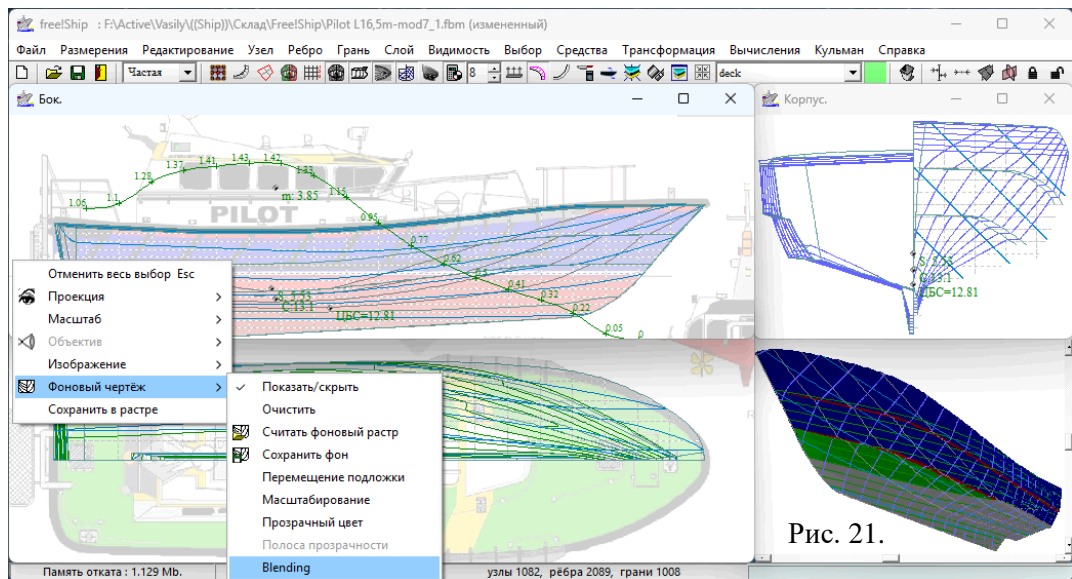 free!Ship : F:\Active\Vasily\((Ship))\Склад\Free!Ship\Pilot L16,5m-mod7_1.fbm (измененный)
Файл Размерения Редактирование Узел Ребро Грань Слой Видимость Выбор Средства Трансформация Вычисления Кульман Справка
Частая 8 deck
Бок.
Корпус.
1.06 1.1 1.28 1.37 1.41 1.43 1.42 1.33 1.15 0.95 0.77 0.62 0.5 0.41 0.32 0.22 0.05 0
m: 3.85
PILOT
C:13.1
ЦБС=12.81
C:13.1
ЦБС=12.81
Отменить весь выбор Esc
Проекция
Масштаб
Объектив
Изображение
Фоновый чертёж
Сохранить в растре
Показать/скрыть
Очистить
Считать фоновый растр
Сохранить фон
Перемещение подложки
Масштабирование
Прозрачный цвет
Полоса прозрачности
Blending
Рис. 21.
Память отката : 1.129 Mb.
узлы 1082, рёбра 2089, грани 1008